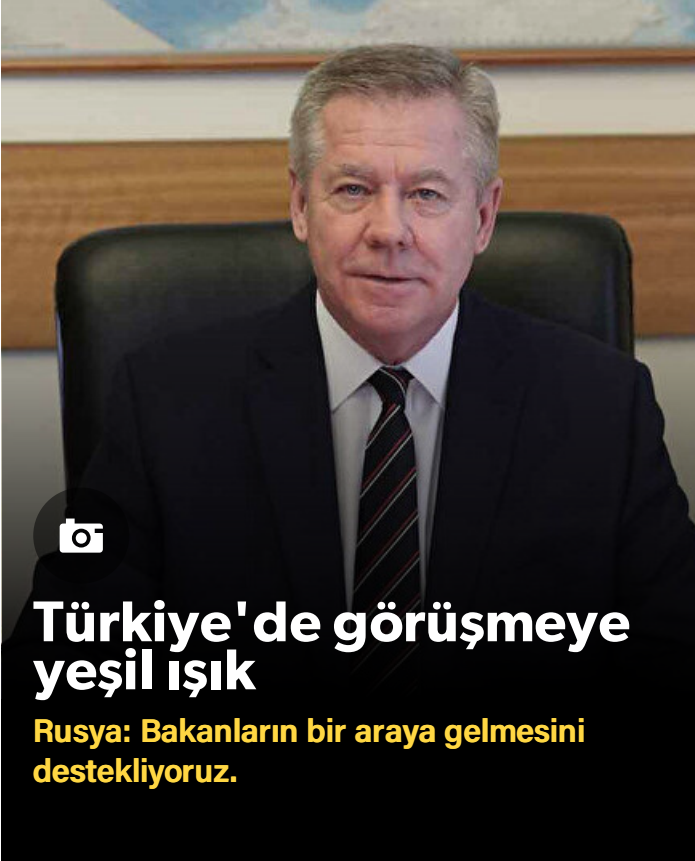 Türkiye'de görüşmeye
yeşil ışık
Rusya: Bakanların bir araya gelmesini
destekliyoruz.